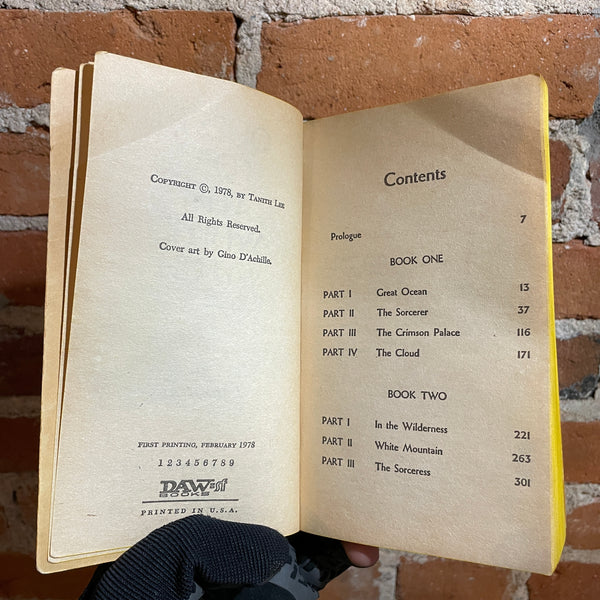 Copyright ©, 1978, by Tanith Lee
All Rights Reserved.
Cover art by Gino D'Achille.
FIRST PRINTING, FEBRUARY 1978
1 2 3 4 5 6 7 8 9
DAW=sf
BOOKS
PRINTED IN U.S.A.
Contents
Prologue 7
BOOK ONE
PART I Great Ocean 13
PART II The Sorcerer 37
PART III The Crimson Palace 116
PART IV The Cloud 171
BOOK TWO
PART I In the Wilderness 221
PART II White Mountain 263
PART III The Sorceress 301